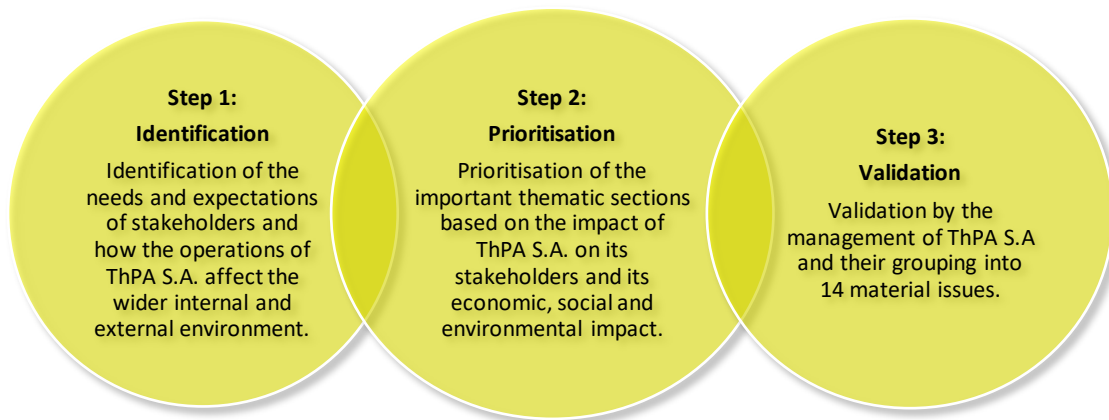 Step 1:
Identification
Identification of the
needs and expectations
of stakeholders and
how the operations of
ThPA S.A. affect the
wider internal and
external environment.
Step 2:
Prioritisation
Prioritisation of the
important thematic sections
based on the impact of
ThPA S.A. on its
stakeholders and its
economic, social and
environmental impact.
Step 3:
Validation
Validation by the
management of ThPA S.A
and their grouping into
14 material issues.